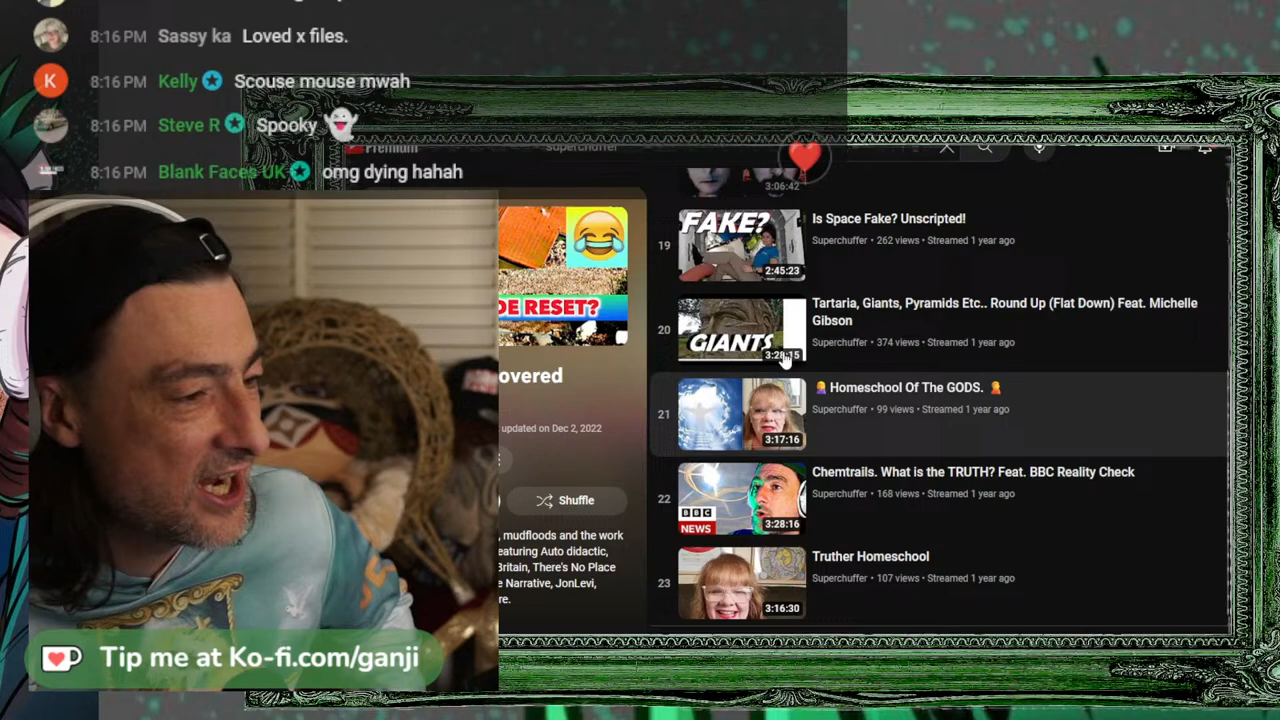 8:16 PM Sassy ka Loved x files.
K 8:16 PM Kelly Scouse mouse mwah
8:16 PM Steve R Spooky 👻
8:16 PM Blank Faces UK omg dying hahah
Premium
superchuffer
3:06:42
19
FAKE?
2:45:23
Is Space Fake? Unscripted!
Superchuffer • 262 views • Streamed 1 year ago
20
GIANTS
3:28:15
Tartaria, Giants, Pyramids Etc.. Round Up (Flat Down) Feat. Michelle
Gibson
Superchuffer • 374 views • Streamed 1 year ago
21
3:17:16
🤦‍♀️ Homeschool Of The GODS. 🤦
Superchuffer • 99 views • Streamed 1 year ago
22
BBC
NEWS
3:28:16
Chemtrails. What is the TRUTH? Feat. BBC Reality Check
Superchuffer • 168 views • Streamed 1 year ago
23
3:16:30
Truther Homeschool
Superchuffer • 107 views • Streamed 1 year ago
DE RESET?
overed
updated on Dec 2, 2022
Shuffle
, mudfloods and the work
eaturing Auto didactic,
Britain, There's No Place
e Narrative, JonLevi,
re.
Tip me at Ko-fi.com/ganji